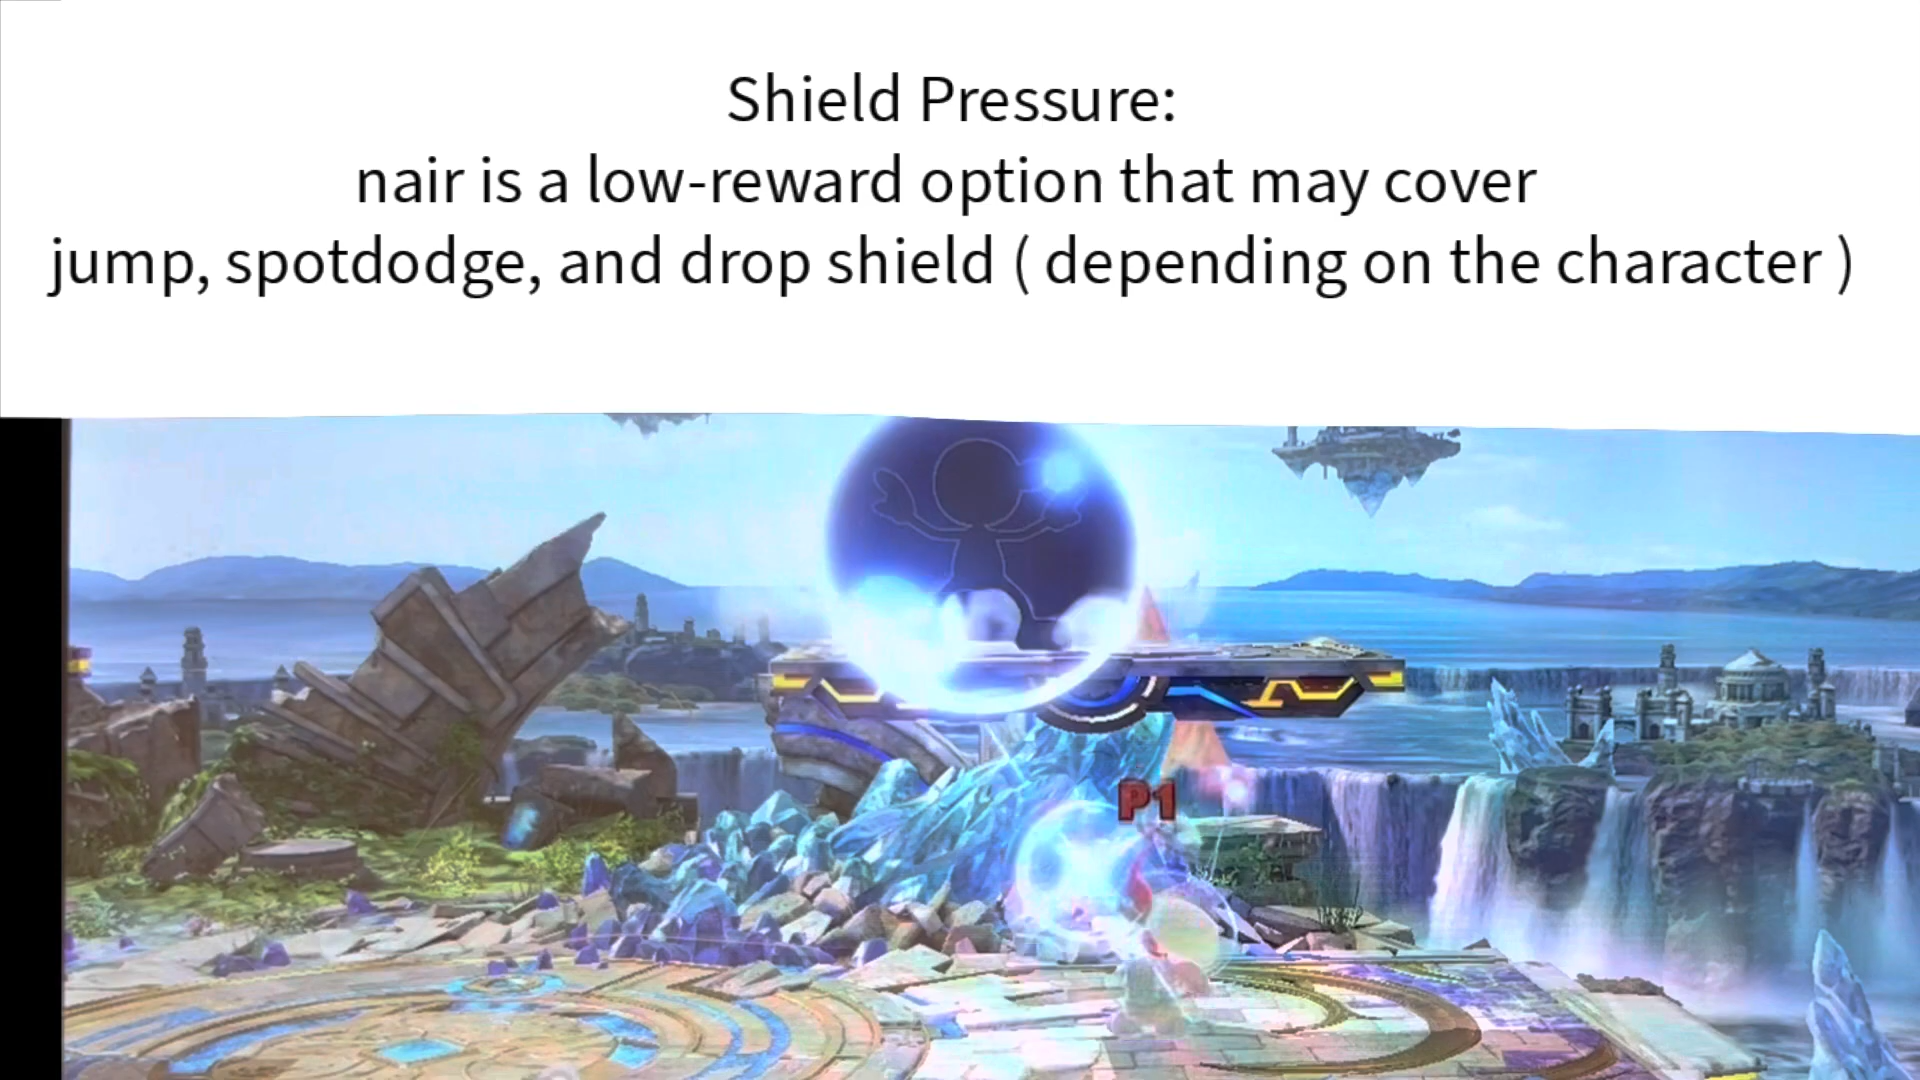 Shield Pressure:
nair is a low-reward option that may cover
jump, spotdodge, and drop shield ( depending on the character )
P1